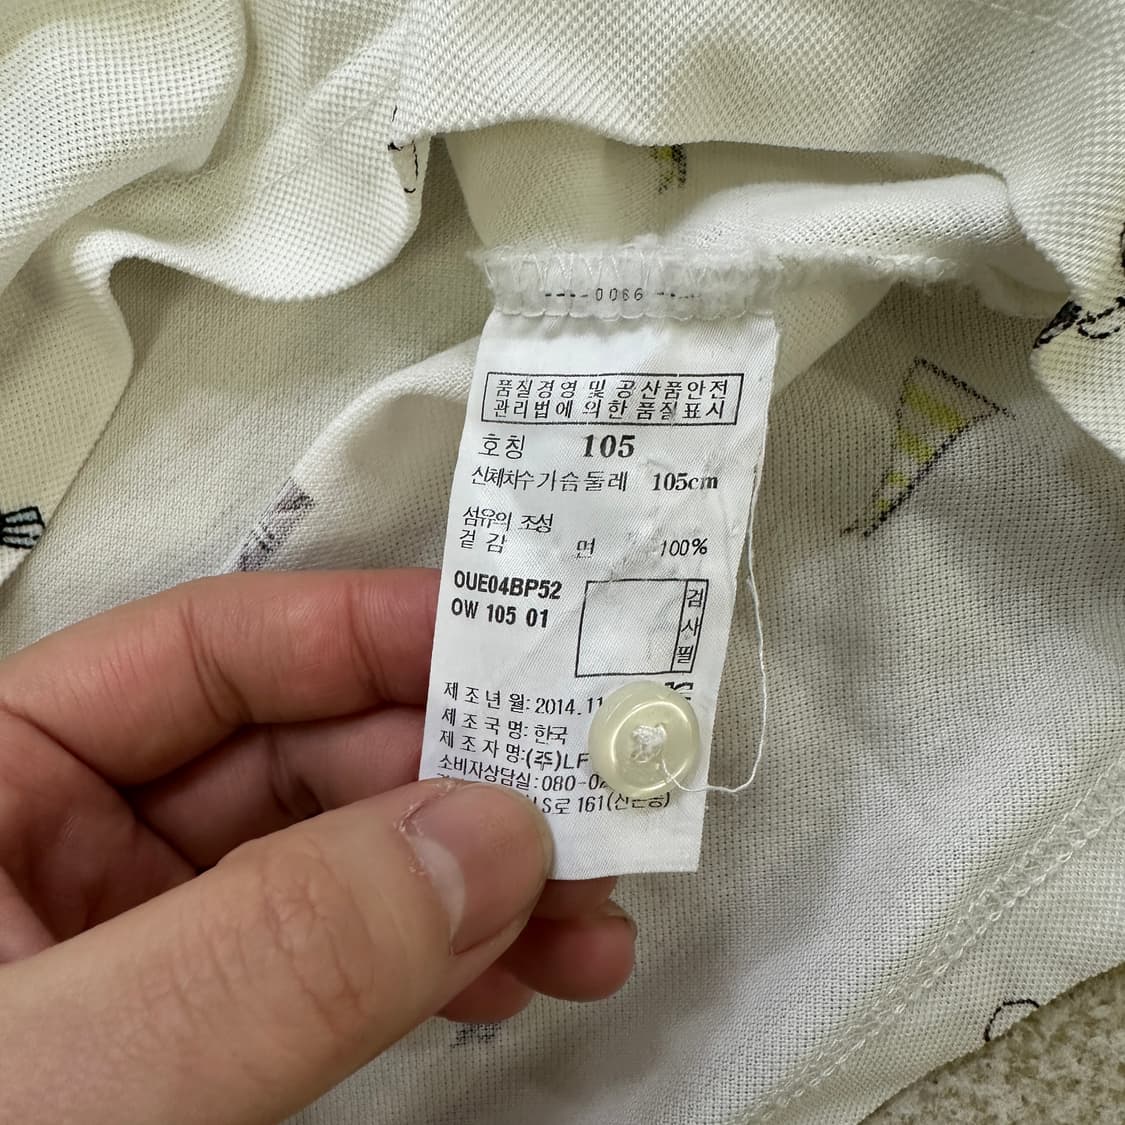 ---0086---
품질경영 및 공산품안전
관리법에 의한 품질표시
호칭 105
신체치수 가슴둘레 105cm
섬유의 조성
겉감 면 100%
OUE04BP52
OW 105 01
검사필
제조년월: 2014.11
제조국명: 한국
제조자명:(주)LF
소비자상담실:080-0
로 161(신